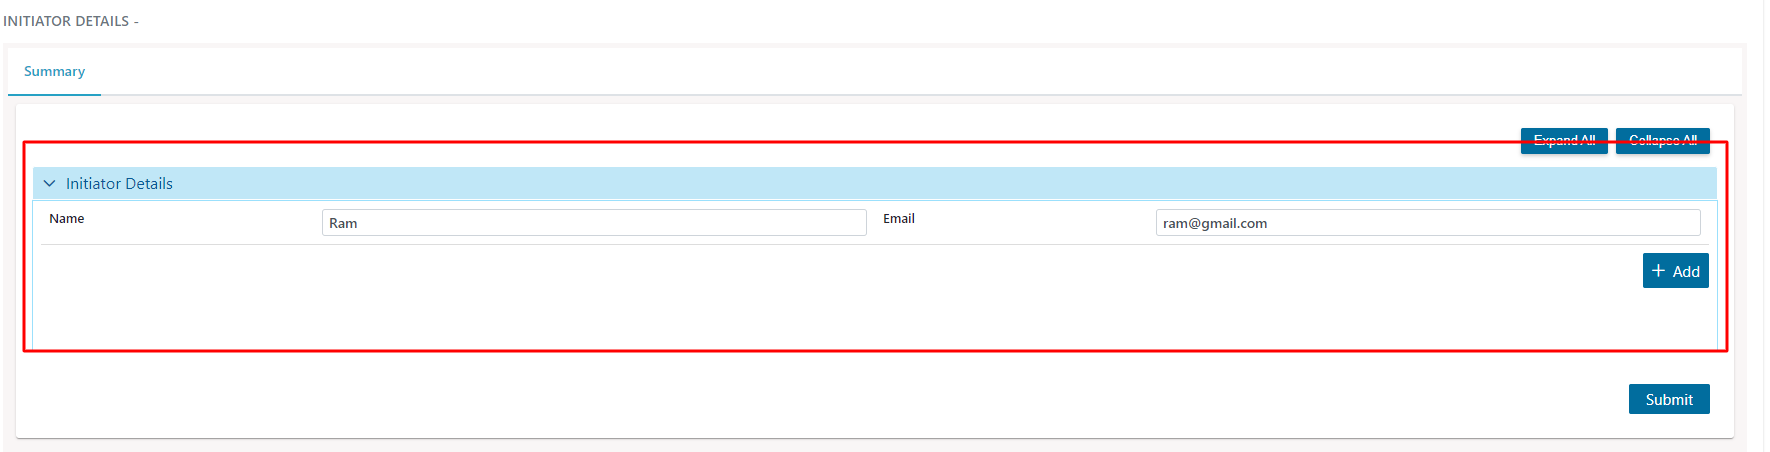 INITIATOR DETAILS -
Summary
Expand All Collapse All
Initiator Details
Name Ram Email ram@gmail.com
+ Add
Submit